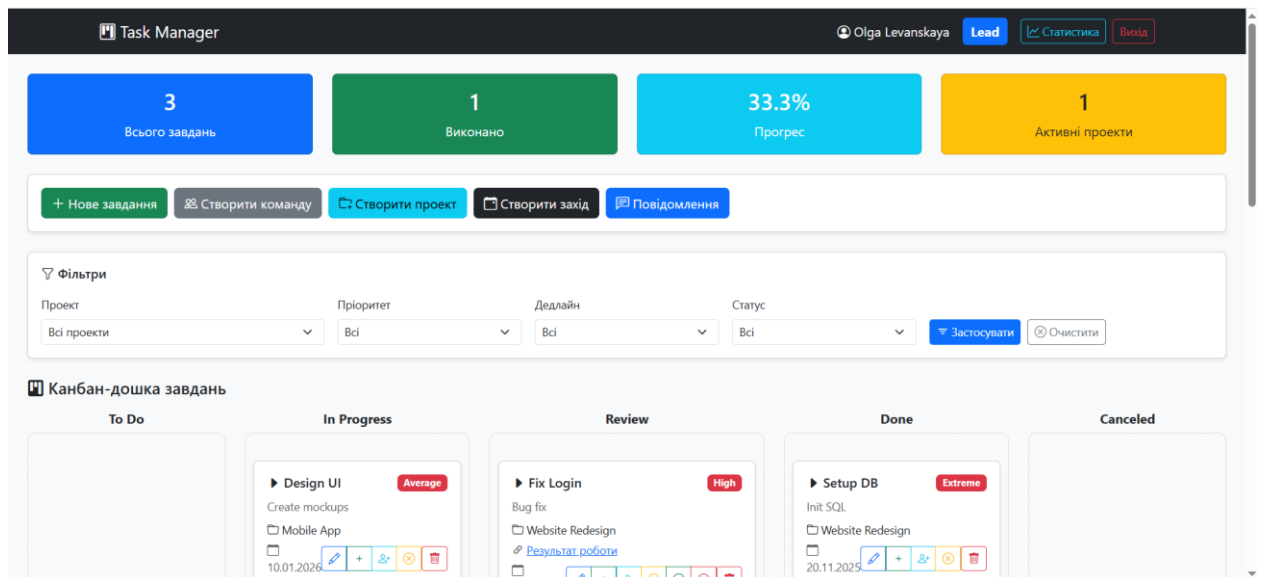 Task Manager
Olga Levanskaya Lead Статистика Вихід
3 1 33.3% 1
Всього завдань Виконано Прогрес Активні проекти
+ Нове завдання Створити команду Створити проект Створити захід Повідомлення
Фільтри
Проект Пріоритет Дедлайн Статус
Всі проекти Всі Всі Всі Застосувати Очистити
Канбан-дошка завдань
To Do In Progress Review Done Canceled
Design UI Average
Create mockups
Mobile App
10.01.2026
Fix Login High
Bug fix
Website Redesign
Результат роботи
Setup DB Extreme
Init SQL
Website Redesign
20.11.2025